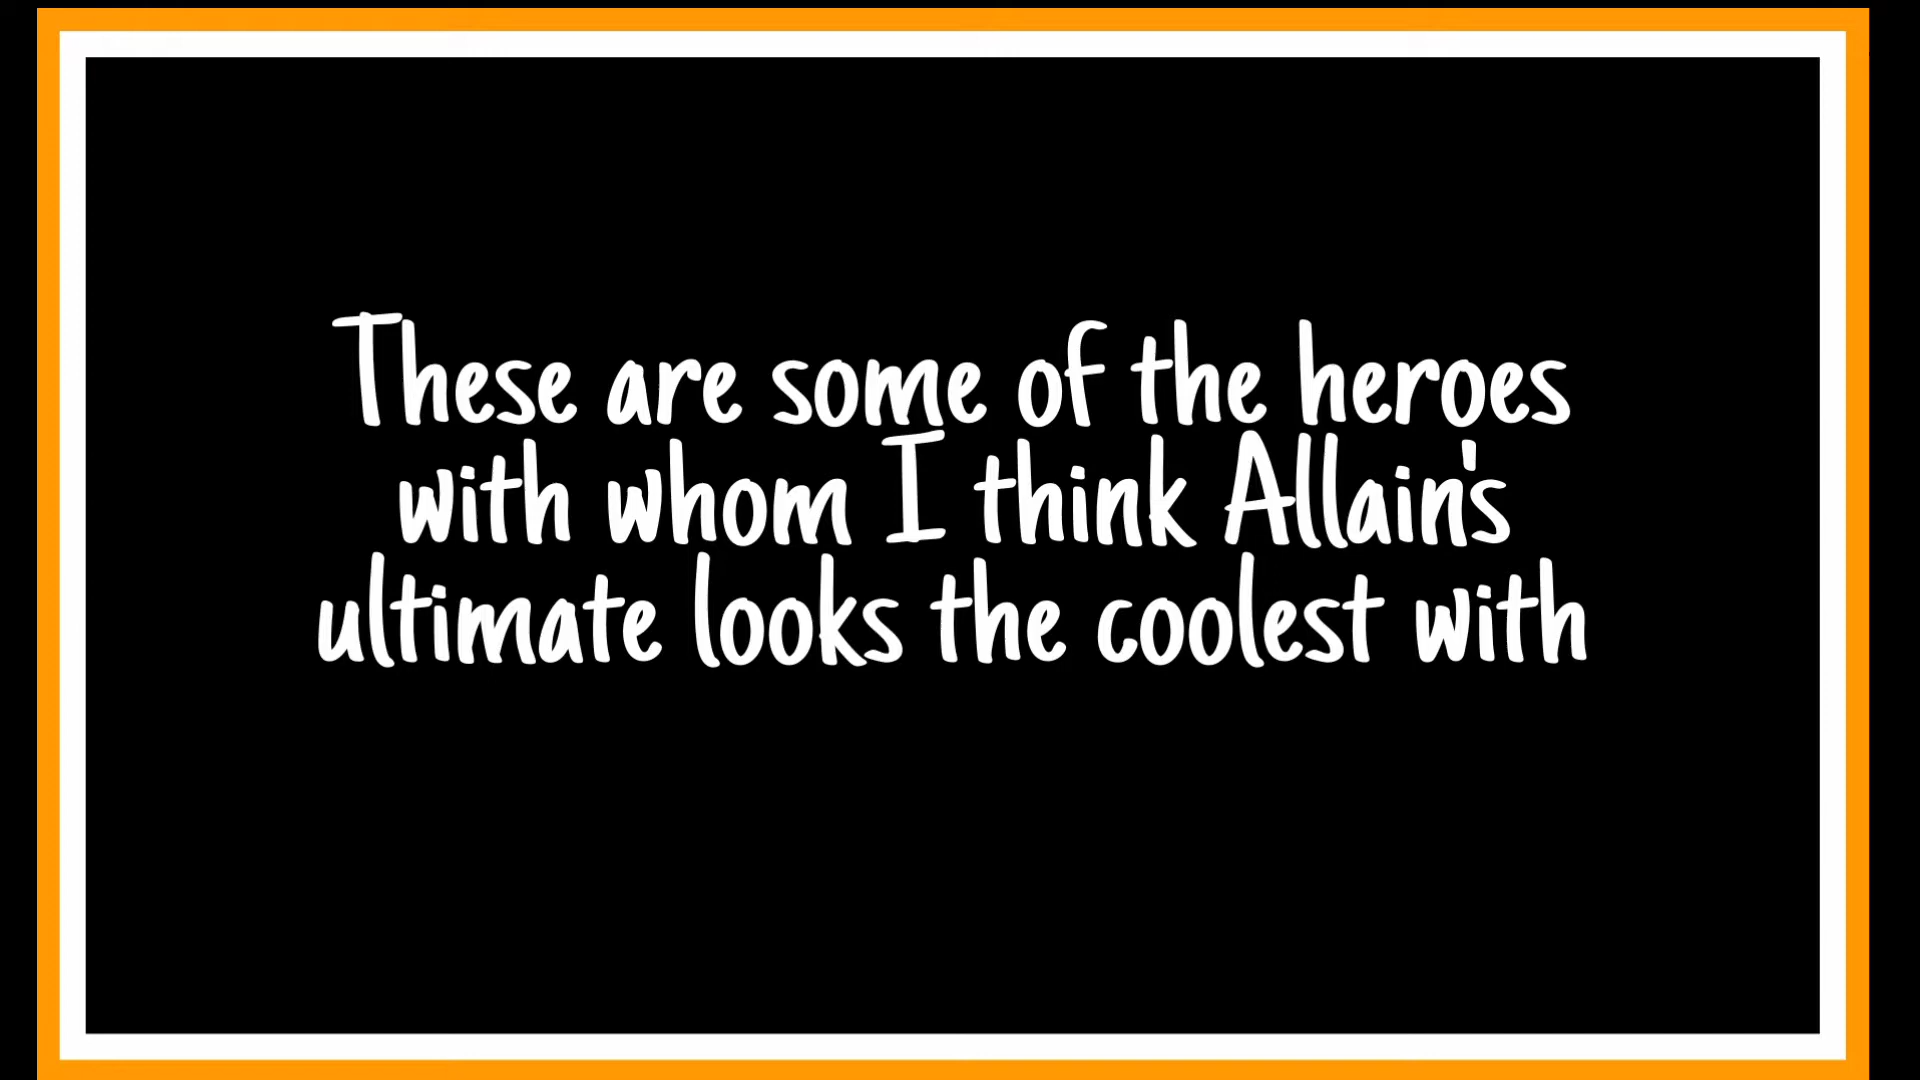 These are some of the heroes
with whom I think Allain's
ultimate looks the coolest with